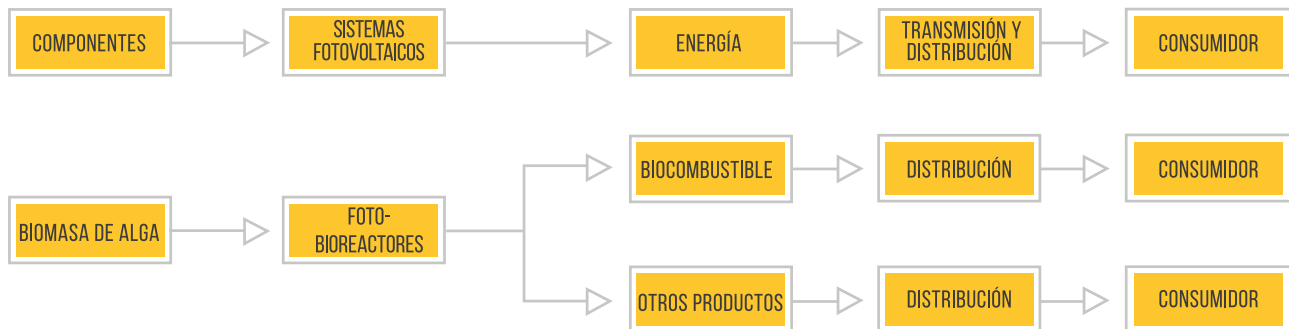 COMPONENTES
SISTEMAS
FOTOVOLTAICOS
ENERGÍA
TRANSMISIÓN Y
DISTRIBUCIÓN
CONSUMIDOR
BIOMASA DE ALGA
FOTO-
BIOREACTORES
BIOCOMBUSTIBLE
DISTRIBUCIÓN
CONSUMIDOR
OTROS PRODUCTOS
DISTRIBUCIÓN
CONSUMIDOR